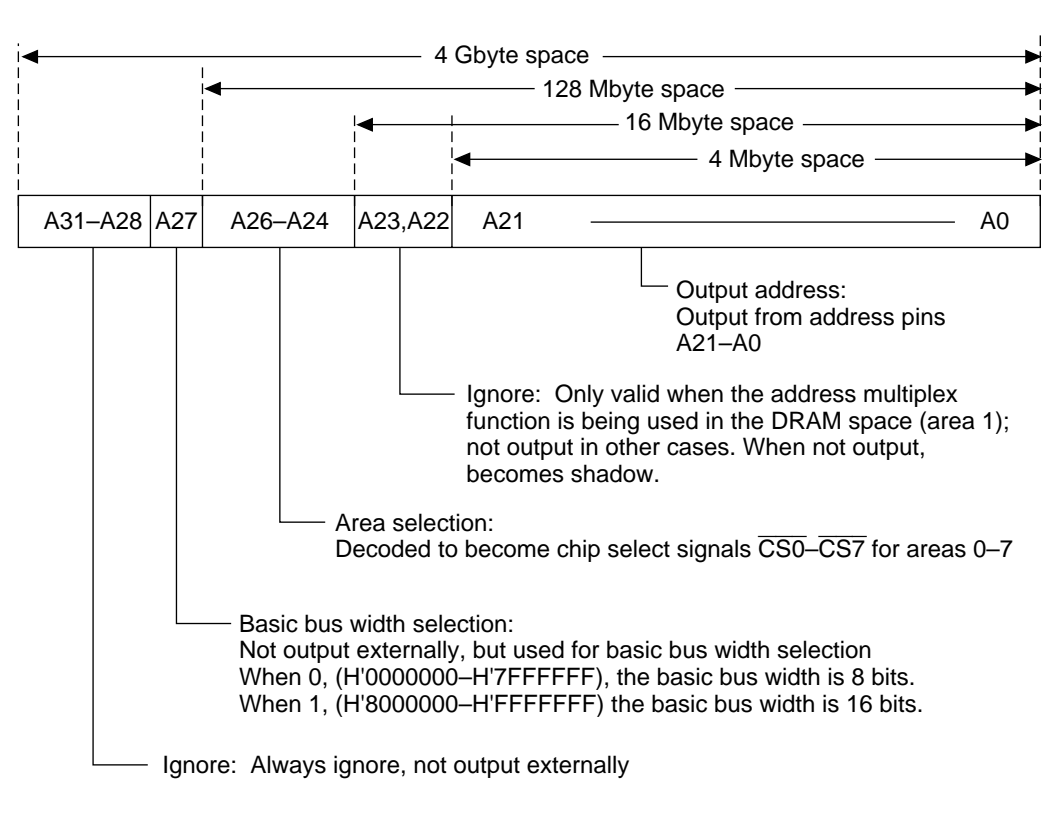 4 Gbyte space
128 Mbyte space
16 Mbyte space
4 Mbyte space
A31–A28 A27 A26–A24 A23,A22 A21 A0
Output address:
Output from address pins
A21–A0
Ignore: Only valid when the address multiplex
function is being used in the DRAM space (area 1);
not output in other cases. When not output,
becomes shadow.
Area selection:
Decoded to become chip select signals C̅S̅0̅–C̅S̅7̅ for areas 0–7
Basic bus width selection:
Not output externally, but used for basic bus width selection
When 0, (H'0000000–H'7FFFFFF), the basic bus width is 8 bits.
When 1, (H'8000000–H'FFFFFFF) the basic bus width is 16 bits.
Ignore: Always ignore, not output externally